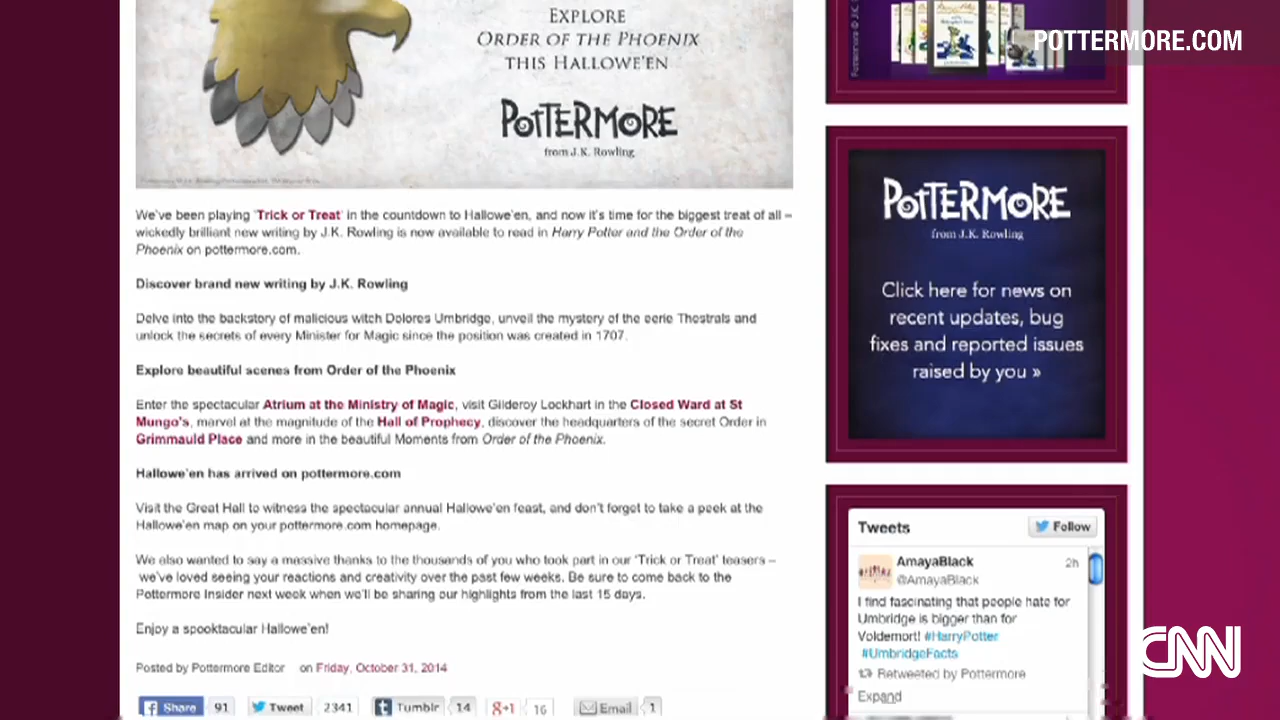 EXPLORE
ORDER OF THE PHOENIX
THIS HALLOWE'EN
POTTERMORE
from J.K. Rowling
We've been playing 'Trick or Treat' in the countdown to Hallowe'en, and now it's time for the biggest treat of all –
wickedly brilliant new writing by J.K. Rowling is now available to read in Harry Potter and the Order of the
Phoenix on pottermore.com.
Discover brand new writing by J.K. Rowling
Delve into the backstory of malicious witch Dolores Umbridge, unveil the mystery of the eerie Thestrals and
unlock the secrets of every Minister for Magic since the position was created in 1707.
Explore beautiful scenes from Order of the Phoenix
Enter the spectacular Atrium at the Ministry of Magic, visit Gilderoy Lockhart in the Closed Ward at St
Mungo's, marvel at the magnitude of the Hall of Prophecy, discover the headquarters of the secret Order in
Grimmauld Place and more in the beautiful Moments from Order of the Phoenix.
Hallowe'en has arrived on pottermore.com
Visit the Great Hall to witness the spectacular annual Hallowe'en feast, and don't forget to take a peek at the
Hallowe'en map on your pottermore.com homepage.
We also wanted to say a massive thanks to the thousands of you who took part in our 'Trick or Treat' teasers –
we've loved seeing your reactions and creativity over the past few weeks. Be sure to come back to the
Pottermore Insider next week when we'll be sharing our highlights from the last 15 days.
Enjoy a spooktacular Hallowe'en!
Posted by Pottermore Editor on Friday, October 31, 2014
Share 91 Tweet 2341 Tumblr 14 +1 16 Email 1
POTTERMORE.COM
POTTERMORE
from J.K. Rowling
Click here for news on
recent updates, bug
fixes and reported issues
raised by you »
Tweets Follow
AmayaBlack 2h
@AmayaBlack
I find fascinating that people hate for
Umbridge is bigger than for
Voldemort! #HarryPotter
#UmbridgeFacts
Retweeted by Pottermore
Expand
CNN